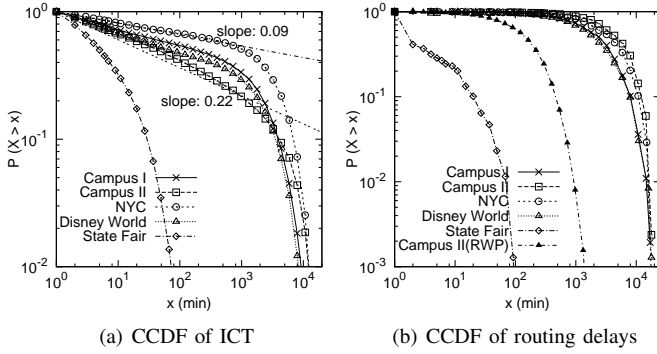 10^0
10^-1
10^-2
P (X > x)
slope: 0.09
slope: 0.22
Campus I
Campus II
NYC
Disney World
State Fair
10^0 10^1 10^2 10^3 10^4
x (min)
(a) CCDF of ICT
10^0
10^-1
10^-2
10^-3
P (X > x)
Campus I
Campus II
NYC
Disney World
State Fair
Campus II(RWP)
10^0 10^1 10^2 10^3 10^4
x (min)
(b) CCDF of routing delays